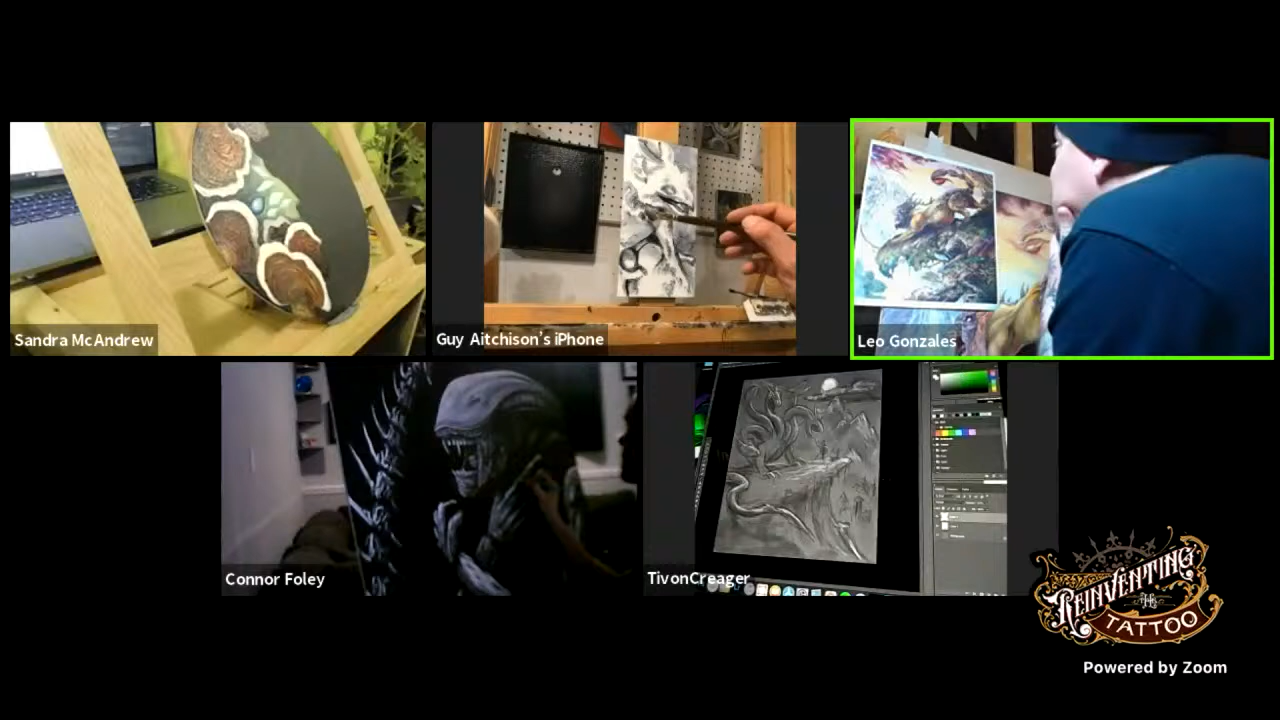 Sandra McAndrew
Guy Aitchison's iPhone
Leo Gonzales
Connor Foley
TivonCreager
REINVENTING
THE
TATTOO
Powered by Zoom